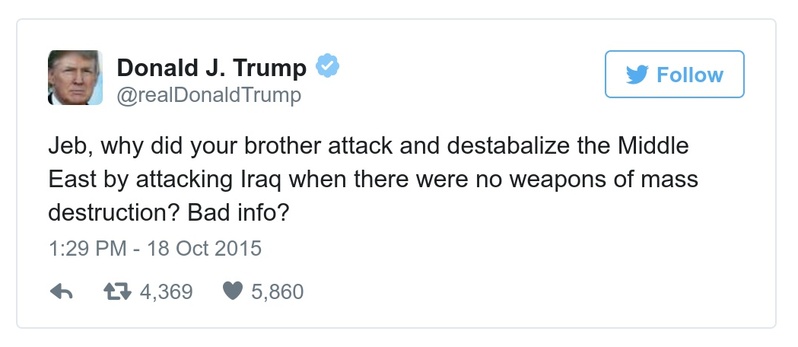 Donald J. Trump
@realDonaldTrump
Follow
Jeb, why did your brother attack and destabalize the Middle
East by attacking Iraq when there were no weapons of mass
destruction? Bad info?
1:29 PM - 18 Oct 2015
4,369 5,860